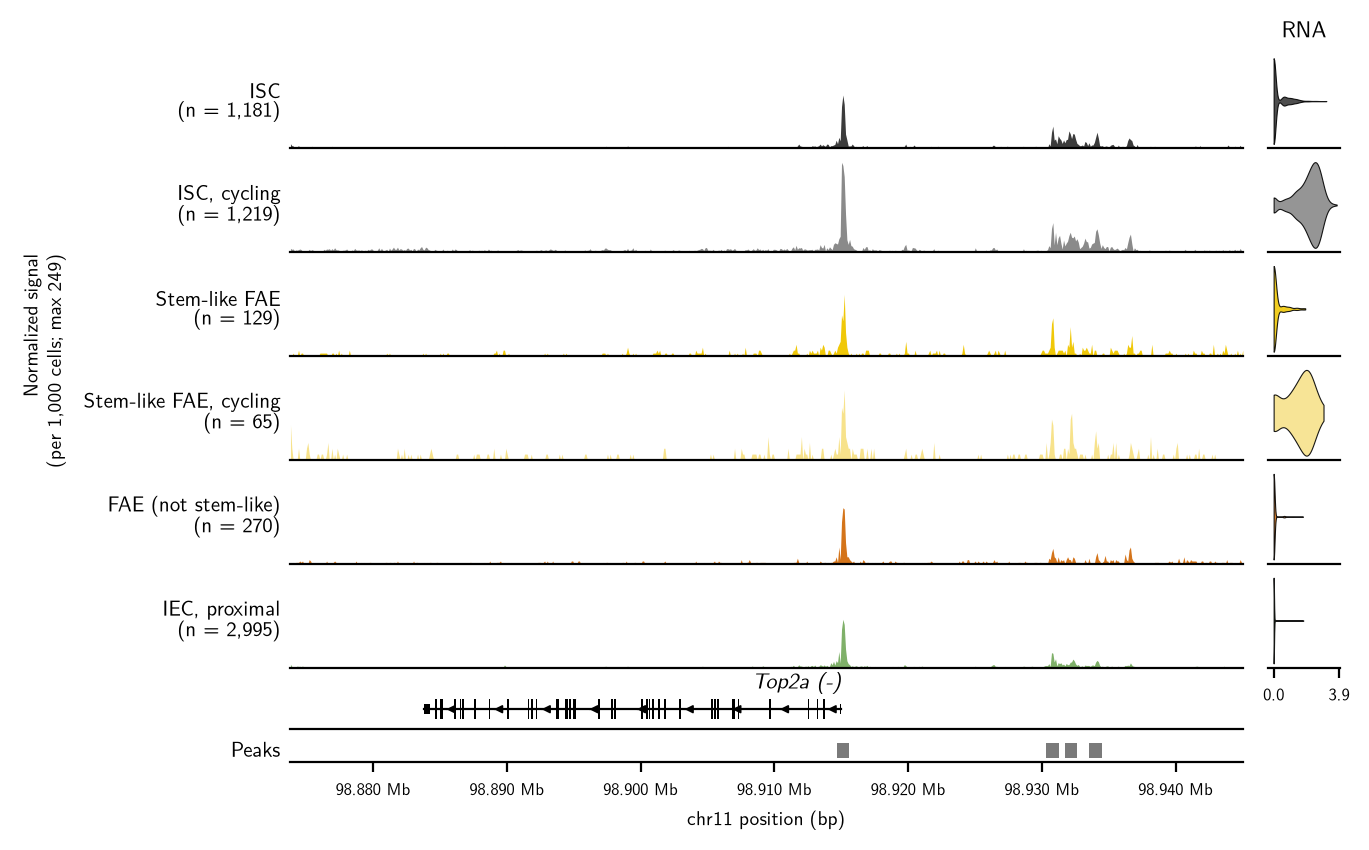 RNA
ISC
(n = 1,181)
ISC, cycling
(n = 1,219)
Stem-like FAE
(n = 129)
Normalized signal
(per 1,000 cells; max 249)
Stem-like FAE, cycling
(n = 65)
FAE (not stem-like)
(n = 270)
IEC, proximal
(n = 2,995)
Top2a (-)
0.0 3.9
Peaks
98.880 Mb 98.890 Mb 98.900 Mb 98.910 Mb 98.920 Mb 98.930 Mb 98.940 Mb
chr11 position (bp)